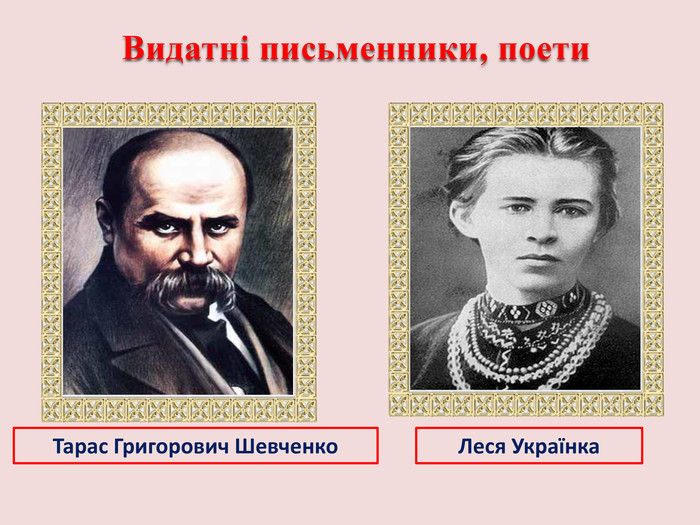 Видатні письменники, поети
Тарас Григорович Шевченко
Леся Українка